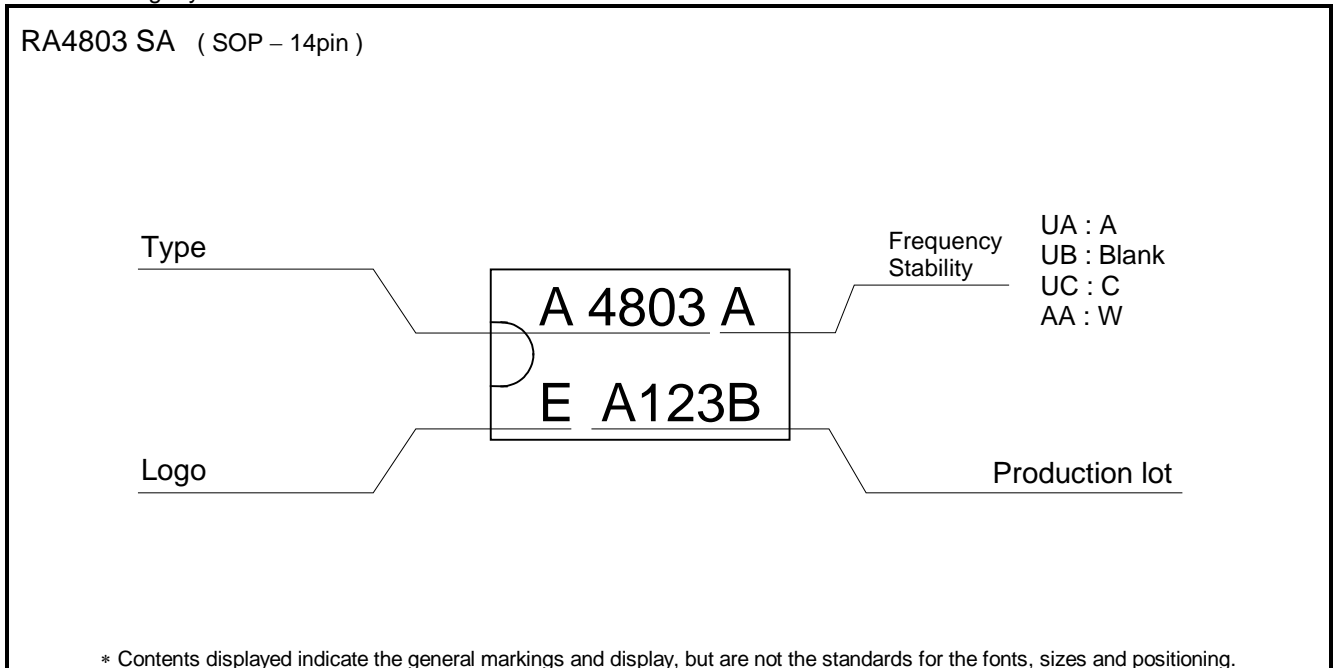 RA4803 SA ( SOP – 14pin )
Type
Frequency
Stability
UA : A
UB : Blank
UC : C
AA : W
A 4803 A
E A123B
Logo
Production lot
* Contents displayed indicate the general markings and display, but are not the standards for the fonts, sizes and positioning.